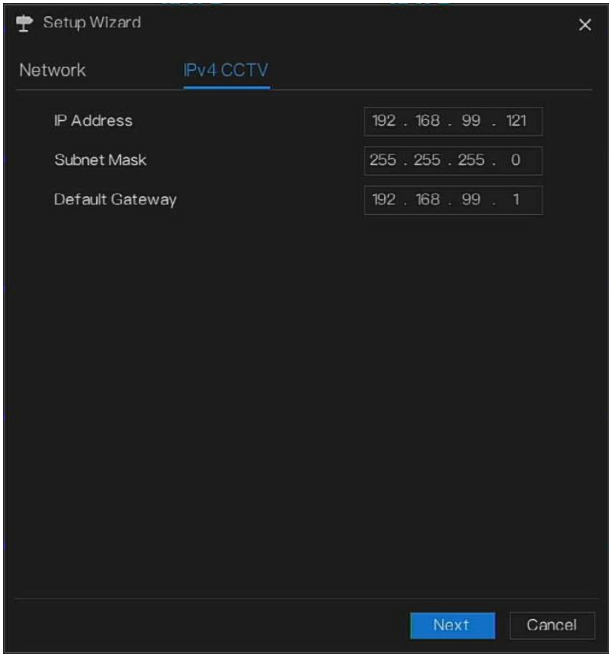 Setup Wizard
Network IPv4 CCTV
IP Address 192 . 168 . 99 . 121
Subnet Mask 255 . 255 . 255 . 0
Default Gateway 192 . 168 . 99 . 1
Next Cancel